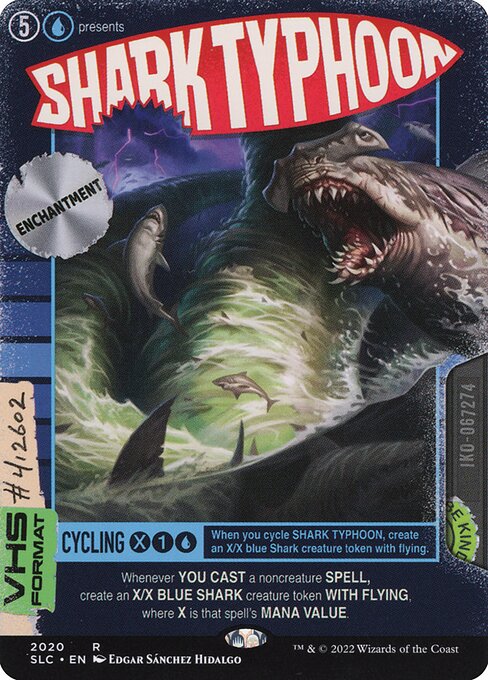 5 presents
SHARK TYPHOON
ENCHANTMENT
IKO-067274
#412602
VHS
FORMAT
BE KIN
CYCLING X 1
When you cycle SHARK TYPHOON, create
an X/X blue Shark creature token with flying.
Whenever YOU CAST a noncreature SPELL,
create an X/X BLUE SHARK creature token WITH FLYING,
where X is that spell's MANA VALUE.
2020 R
SLC • EN Edgar Sánchez Hidalgo
™ & © 2022 Wizards of the Coast